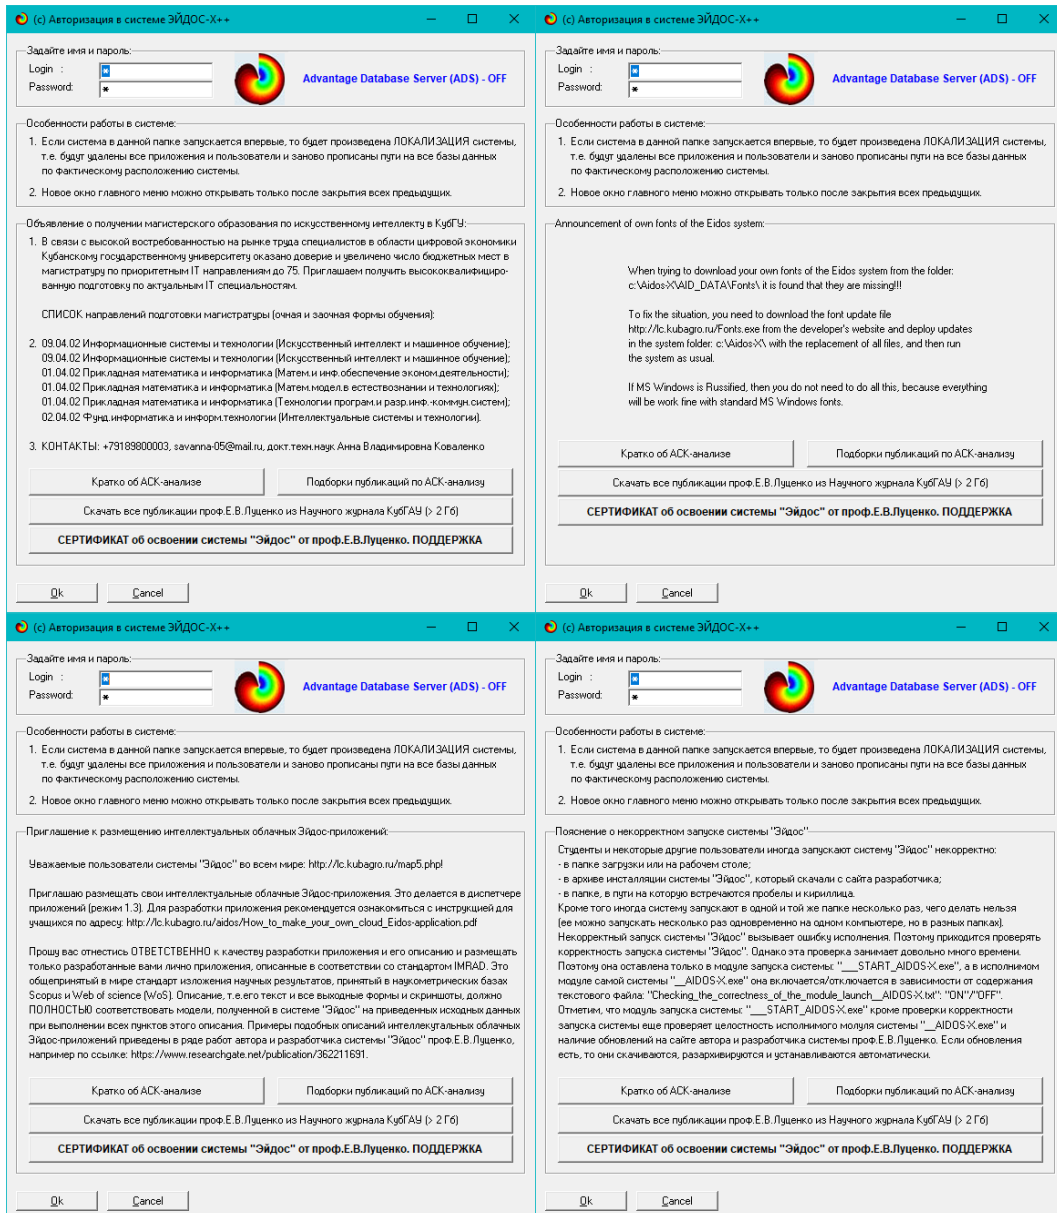 (c) Авторизация в системе ЭЙДОС-X++
Задайте имя и пароль:
Login :
*
Password:
*
Advantage Database Server (ADS) - OFF
Особенности работы в системе:
1. Если система в данной папке запускается впервые, то будет произведена ЛОКАЛИЗАЦИЯ системы,
т.е. будут удалены все приложения и пользователи и заново прописаны пути на все базы данных
по фактическому расположению системы.
2. Новое окно главного меню можно открывать только после закрытия всех предыдущих.
Объявление о получении магистерского образования по искусственному интеллекту в КубГУ:
1. В связи с высокой востребованностью на рынке труда специалистов в области цифровой экономики
Кубанскому государственному университету оказано доверие и увеличено число бюджетных мест в
магистратуру по приоритетным IT направлениям до 75. Приглашаем получить высококвалифициро-
ванную подготовку по актуальным IT специальностям.
СПИСОК направлений подготовки магистратуры (очная и заочная формы обучения):
2. 09.04.02 Информационные системы и технологии (Искусственный интеллект и машинное обучение);
09.04.02 Информационные системы и технологии (Искусственный интеллект и машинное обучение);
01.04.02 Прикладная математика и информатика (Матем.и инф.обеспечение эконом.деятельности);
01.04.02 Прикладная математика и информатика (Матем.модел.в естествознании и технологиях);
01.04.02 Прикладная математика и информатика (Технологии програм.и разр.инф.-коммун.систем);
02.04.02 Фунд.информатика и информ.технологии (Интеллектуальные системы и технологии).
3. КОНТАКТЫ: +79189800003, savanna-05@mail.ru, докт.техн.наук Анна Владимировна Коваленко
Кратко об АСК-анализе
Подборки публикаций по АСК-анализу
Скачать все публикации проф.Е.В.Луценко из Научного журнала КубГАУ (> 2 Гб)
СЕРТИФИКАТ об освоении системы "Эйдос" от проф.Е.В.Луценко. ПОДДЕРЖКА
Ok
Cancel
(c) Авторизация в системе ЭЙДОС-X++
Задайте имя и пароль:
Login :
*
Password:
*
Advantage Database Server (ADS) - OFF
Особенности работы в системе:
1. Если система в данной папке запускается впервые, то будет произведена ЛОКАЛИЗАЦИЯ системы,
т.е. будут удалены все приложения и пользователи и заново прописаны пути на все базы данных
по фактическому расположению системы.
2. Новое окно главного меню можно открывать только после закрытия всех предыдущих.
Announcement of own fonts of the Eidos system:
When trying to download your own fonts of the Eidos system from the folder:
c:\Aidos-X\AID_DATA\Fonts\ it is found that they are missing!!!
To fix the situation, you need to download the font update file
http://lc.kubagro.ru/Fonts.exe from the developer's website and deploy updates
in the system folder: c:\Aidos-X\ with the replacement of all files, and then run
the system as usual.
If MS Windows is Russified, then you do not need to do all this, because everything
will be work fine with standard MS Windows fonts.
Кратко об АСК-анализе
Подборки публикаций по АСК-анализу
Скачать все публикации проф.Е.В.Луценко из Научного журнала КубГАУ (> 2 Гб)
СЕРТИФИКАТ об освоении системы "Эйдос" от проф.Е.В.Луценко. ПОДДЕРЖКА
Ok
Cancel
(c) Авторизация в системе ЭЙДОС-X++
Задайте имя и пароль:
Login :
*
Password:
*
Advantage Database Server (ADS) - OFF
Особенности работы в системе:
1. Если система в данной папке запускается впервые, то будет произведена ЛОКАЛИЗАЦИЯ системы,
т.е. будут удалены все приложения и пользователи и заново прописаны пути на все базы данных
по фактическому расположению системы.
2. Новое окно главного меню можно открывать только после закрытия всех предыдущих.
Приглашение к размещению интеллектуальных облачных Эйдос-приложений:
Уважаемые пользователи системы "Эйдос" во всем мире: http://lc.kubagro.ru/map5.php!
Приглашаю размещать свои интеллектуальные облачные Эйдос-приложения. Это делается в диспетчере
приложений (режим 1.3). Для разработки приложения рекомендуется ознакомиться с инструкцией для
учащихся по адресу: http://lc.kubagro.ru/aidos/How_to_make_your_own_cloud_Eidos-application.pdf
Прошу вас отнестись ОТВЕТСТВЕННО к качеству разработки приложения и его описанию и размещать
только разработанные вами лично приложения, описанные в соответствии со стандартом IMRAD. Это
общепринятый в мире стандарт изложения научных результатов, принятый в наукометрических базах
Scopus и Web of science (WoS). Описание, т.е.его текст и все выходные формы и скриншоты, должно
ПОЛНОСТЬЮ соответствовать модели, полученной в системе "Эйдос" на приведенных исходных данных
при выполнении всех пунктов этого описания. Примеры подобных описаний интеллектуальных облачных
Эйдос-приложений приведены в ряде работ автора и разработчика системы "Эйдос" проф.Е.В.Луценко,
например по ссылке: https://www.researchgate.net/publication/362211691.
Кратко об АСК-анализе
Подборки публикаций по АСК-анализу
Скачать все публикации проф.Е.В.Луценко из Научного журнала КубГАУ (> 2 Гб)
СЕРТИФИКАТ об освоении системы "Эйдос" от проф.Е.В.Луценко. ПОДДЕРЖКА
Ok
Cancel
(c) Авторизация в системе ЭЙДОС-X++
Задайте имя и пароль:
Login :
*
Password:
*
Advantage Database Server (ADS) - OFF
Особенности работы в системе:
1. Если система в данной папке запускается впервые, то будет произведена ЛОКАЛИЗАЦИЯ системы,
т.е. будут удалены все приложения и пользователи и заново прописаны пути на все базы данных
по фактическому расположению системы.
2. Новое окно главного меню можно открывать только после закрытия всех предыдущих.
Пояснение о некорректном запуске системы "Эйдос"
Студенты и некоторые другие пользователи иногда запускают систему "Эйдос" некорректно:
- в папке загрузки или на рабочем столе;
- в архиве инсталляции системы "Эйдос", который скачали с сайта разработчика;
- в папке, в пути на которую встречаются пробелы и кириллица.
Кроме того иногда систему запускают в одной и той же папке несколько раз, чего делать нельзя
(ее можно запускать несколько раз одновременно на одном компьютере, но в разных папках).
Некорректный запуск системы "Эйдос" вызывает ошибку исполнения. Поэтому приходится проверять
корректность запуска системы "Эйдос". Однако эта проверка занимает довольно много времени.
Поэтому она оставлена только в модуле запуска системы: "___START_AIDOS-X.exe", а в исполнимом
модуле самой системы "__AIDOS-X.exe" она включается/отключается в зависимости от содержания
текстового файла: "Checking_the_correctness_of_the_module_launch__AIDOS-X.txt": "ON"/"OFF".
Отметим, что модуль запуска системы: "___START_AIDOS-X.exe" кроме проверки корректности
запуска системы еще проверяет целостность исполнимого молуля системы "__AIDOS-X.exe" и
наличие обновлений на сайте автора и разработчика системы проф.Е.В.Луценко. Если обновления
есть, то они скачиваются, разархивируются и устанавливаются автоматически.
Кратко об АСК-анализе
Подборки публикаций по АСК-анализу
Скачать все публикации проф.Е.В.Луценко из Научного журнала КубГАУ (> 2 Гб)
СЕРТИФИКАТ об освоении системы "Эйдос" от проф.Е.В.Луценко. ПОДДЕРЖКА
Ok
Cancel